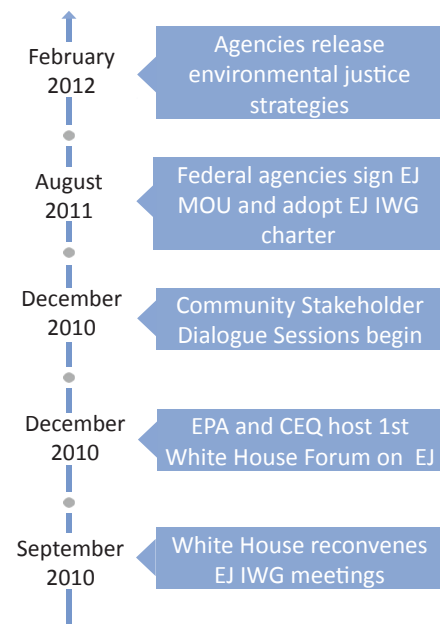 February
2012
Agencies release
environmental justice
strategies
August
2011
Federal agencies sign EJ
MOU and adopt EJ IWG
charter
December
2010
Community Stakeholder
Dialogue Sessions begin
December
2010
EPA and CEQ host 1st
White House Forum on EJ
September
2010
White House reconvenes
EJ IWG meetings